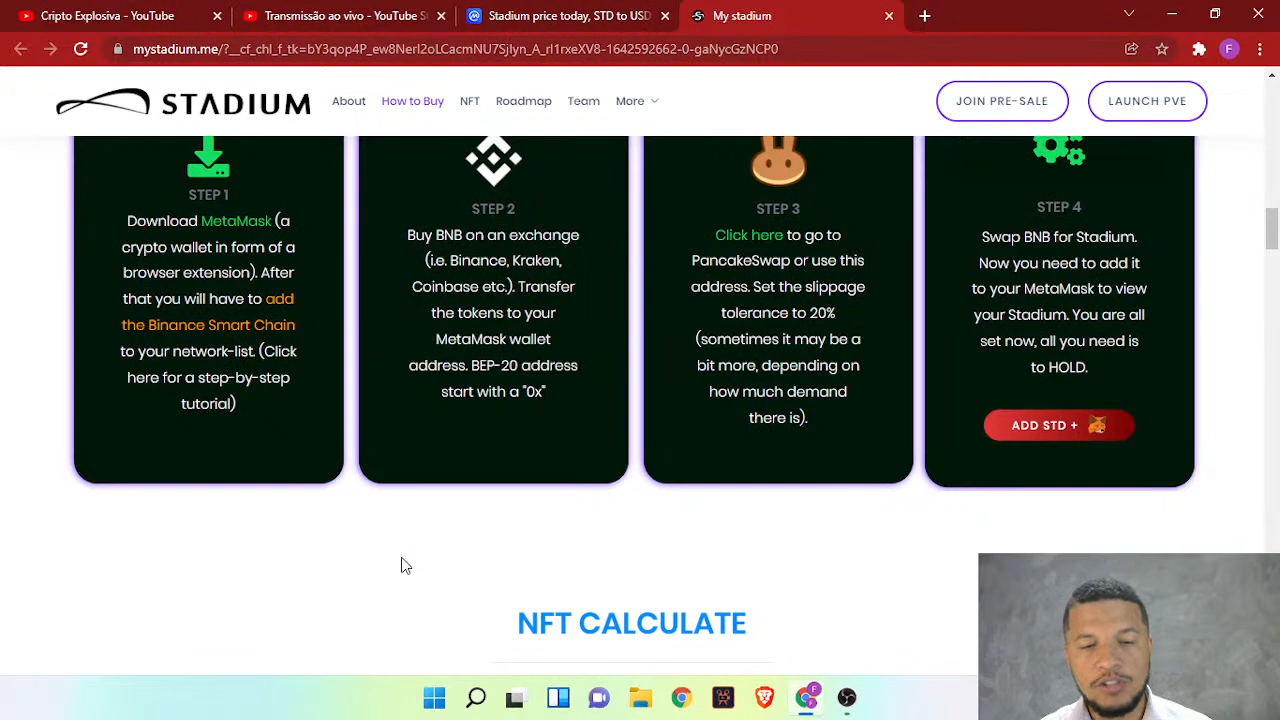 Cripto Explosiva - YouTube
Transmissão ao vivo - YouTube S
Stadium price today, STD to USD
My stadium
mystadium.me/?__cf_chl_f_tk=bY3qop4P_ew8NerI2oLCacmNU7SjIyn_A_rI1rxeXV8-1642592662-0-gaNycGzNCP0
F
STADIUM
About
How to Buy
NFT
Roadmap
Team
More
JOIN PRE-SALE
LAUNCH PVE
STEP 1
Download MetaMask (a
crypto wallet in form of a
browser extension). After
that you will have to add
the Binance Smart Chain
to your network-list. (Click
here for a step-by-step
tutorial)
STEP 2
Buy BNB on an exchange
(i.e. Binance, Kraken,
Coinbase etc.). Transfer
the tokens to your
MetaMask wallet
address. BEP-20 address
start with a "0x"
STEP 3
Click here to go to
PancakeSwap or use this
address. Set the slippage
tolerance to 20%
(sometimes it may be a
bit more, depending on
how much demand
there is).
STEP 4
Swap BNB for Stadium.
Now you need to add it
to your MetaMask to view
your Stadium. You are all
set now, all you need is
to HOLD.
ADD STD +
NFT CALCULATE
F